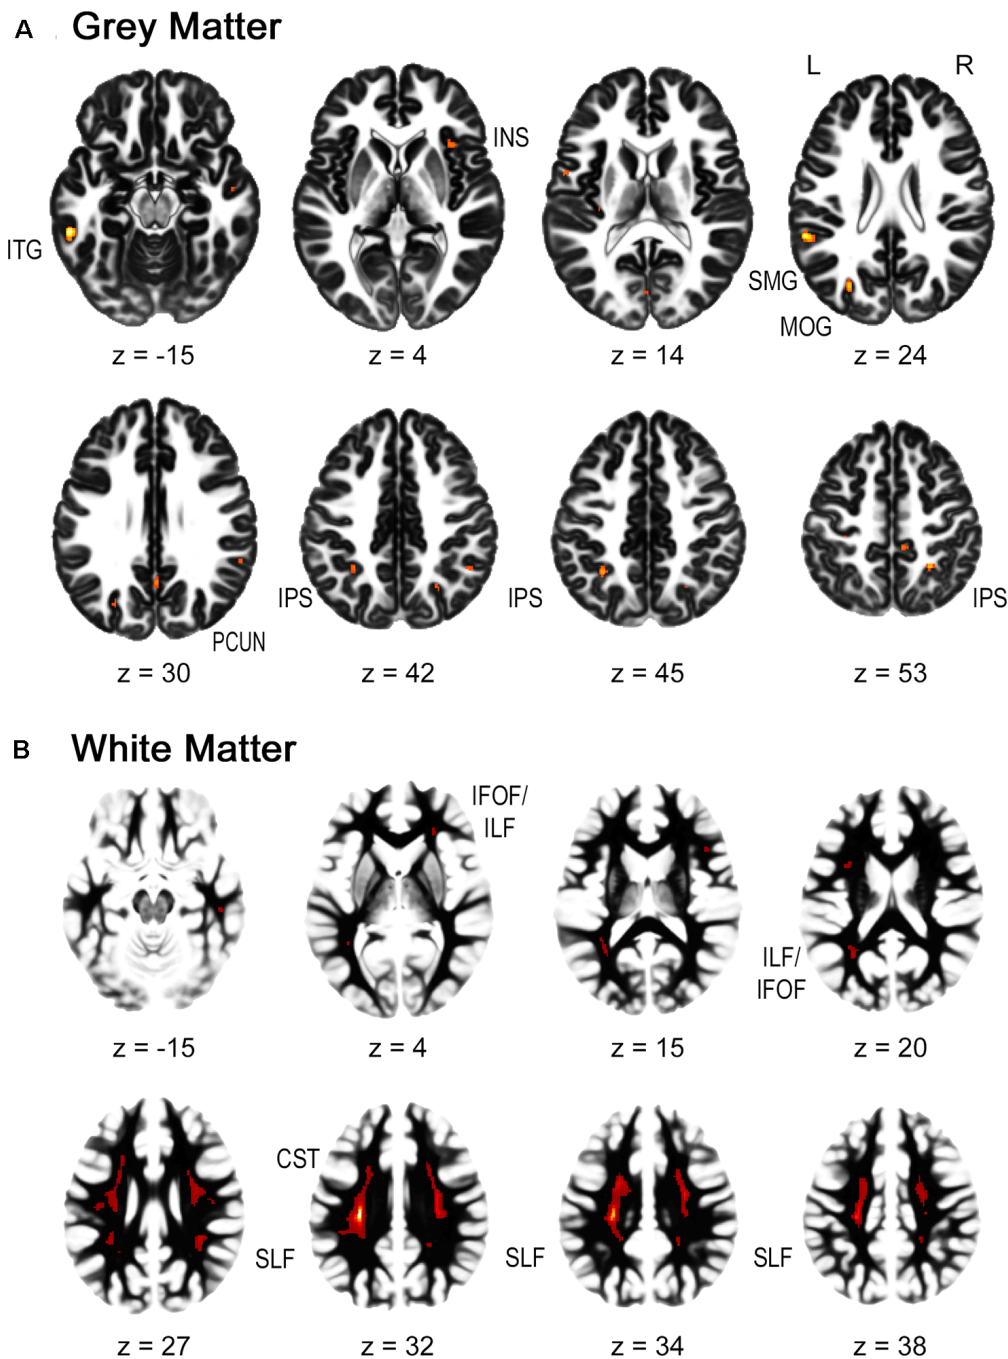 A Grey Matter
L R
INS
ITG
SMG
MOG
z = -15 z = 4 z = 14 z = 24
IPS IPS IPS
PCUN
z = 30 z = 42 z = 45 z = 53
B White Matter
IFOF/
ILF
ILF/
IFOF
z = -15 z = 4 z = 15 z = 20
CST
SLF SLF SLF
z = 27 z = 32 z = 34 z = 38